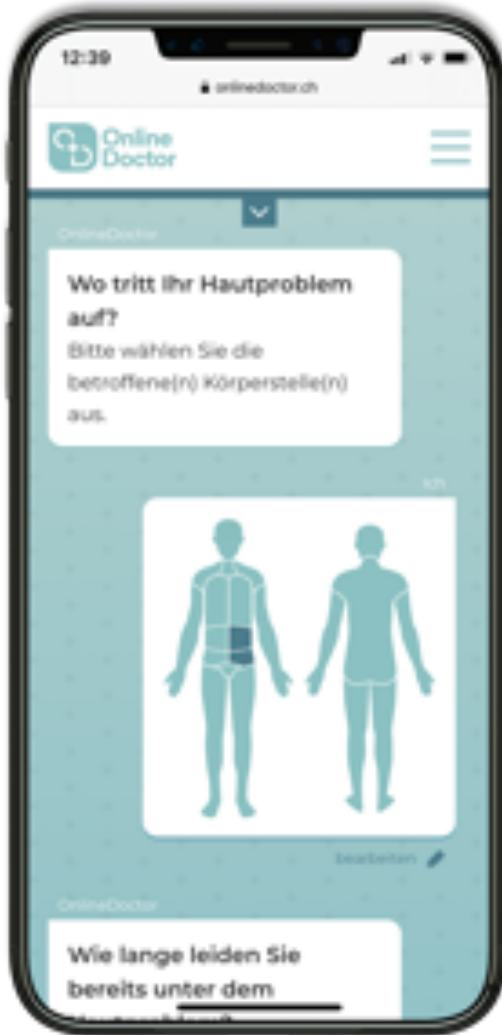 12:39
onlinedoctor.ch
Online
Doctor
OnlineDoctor
Wo tritt Ihr Hautproblem
auf?
Bitte wählen Sie die
betroffene(n) Körperstelle(n)
aus.
Ich
bearbeiten
OnlineDoctor
Wie lange leiden Sie
bereits unter dem
Hautproblem?